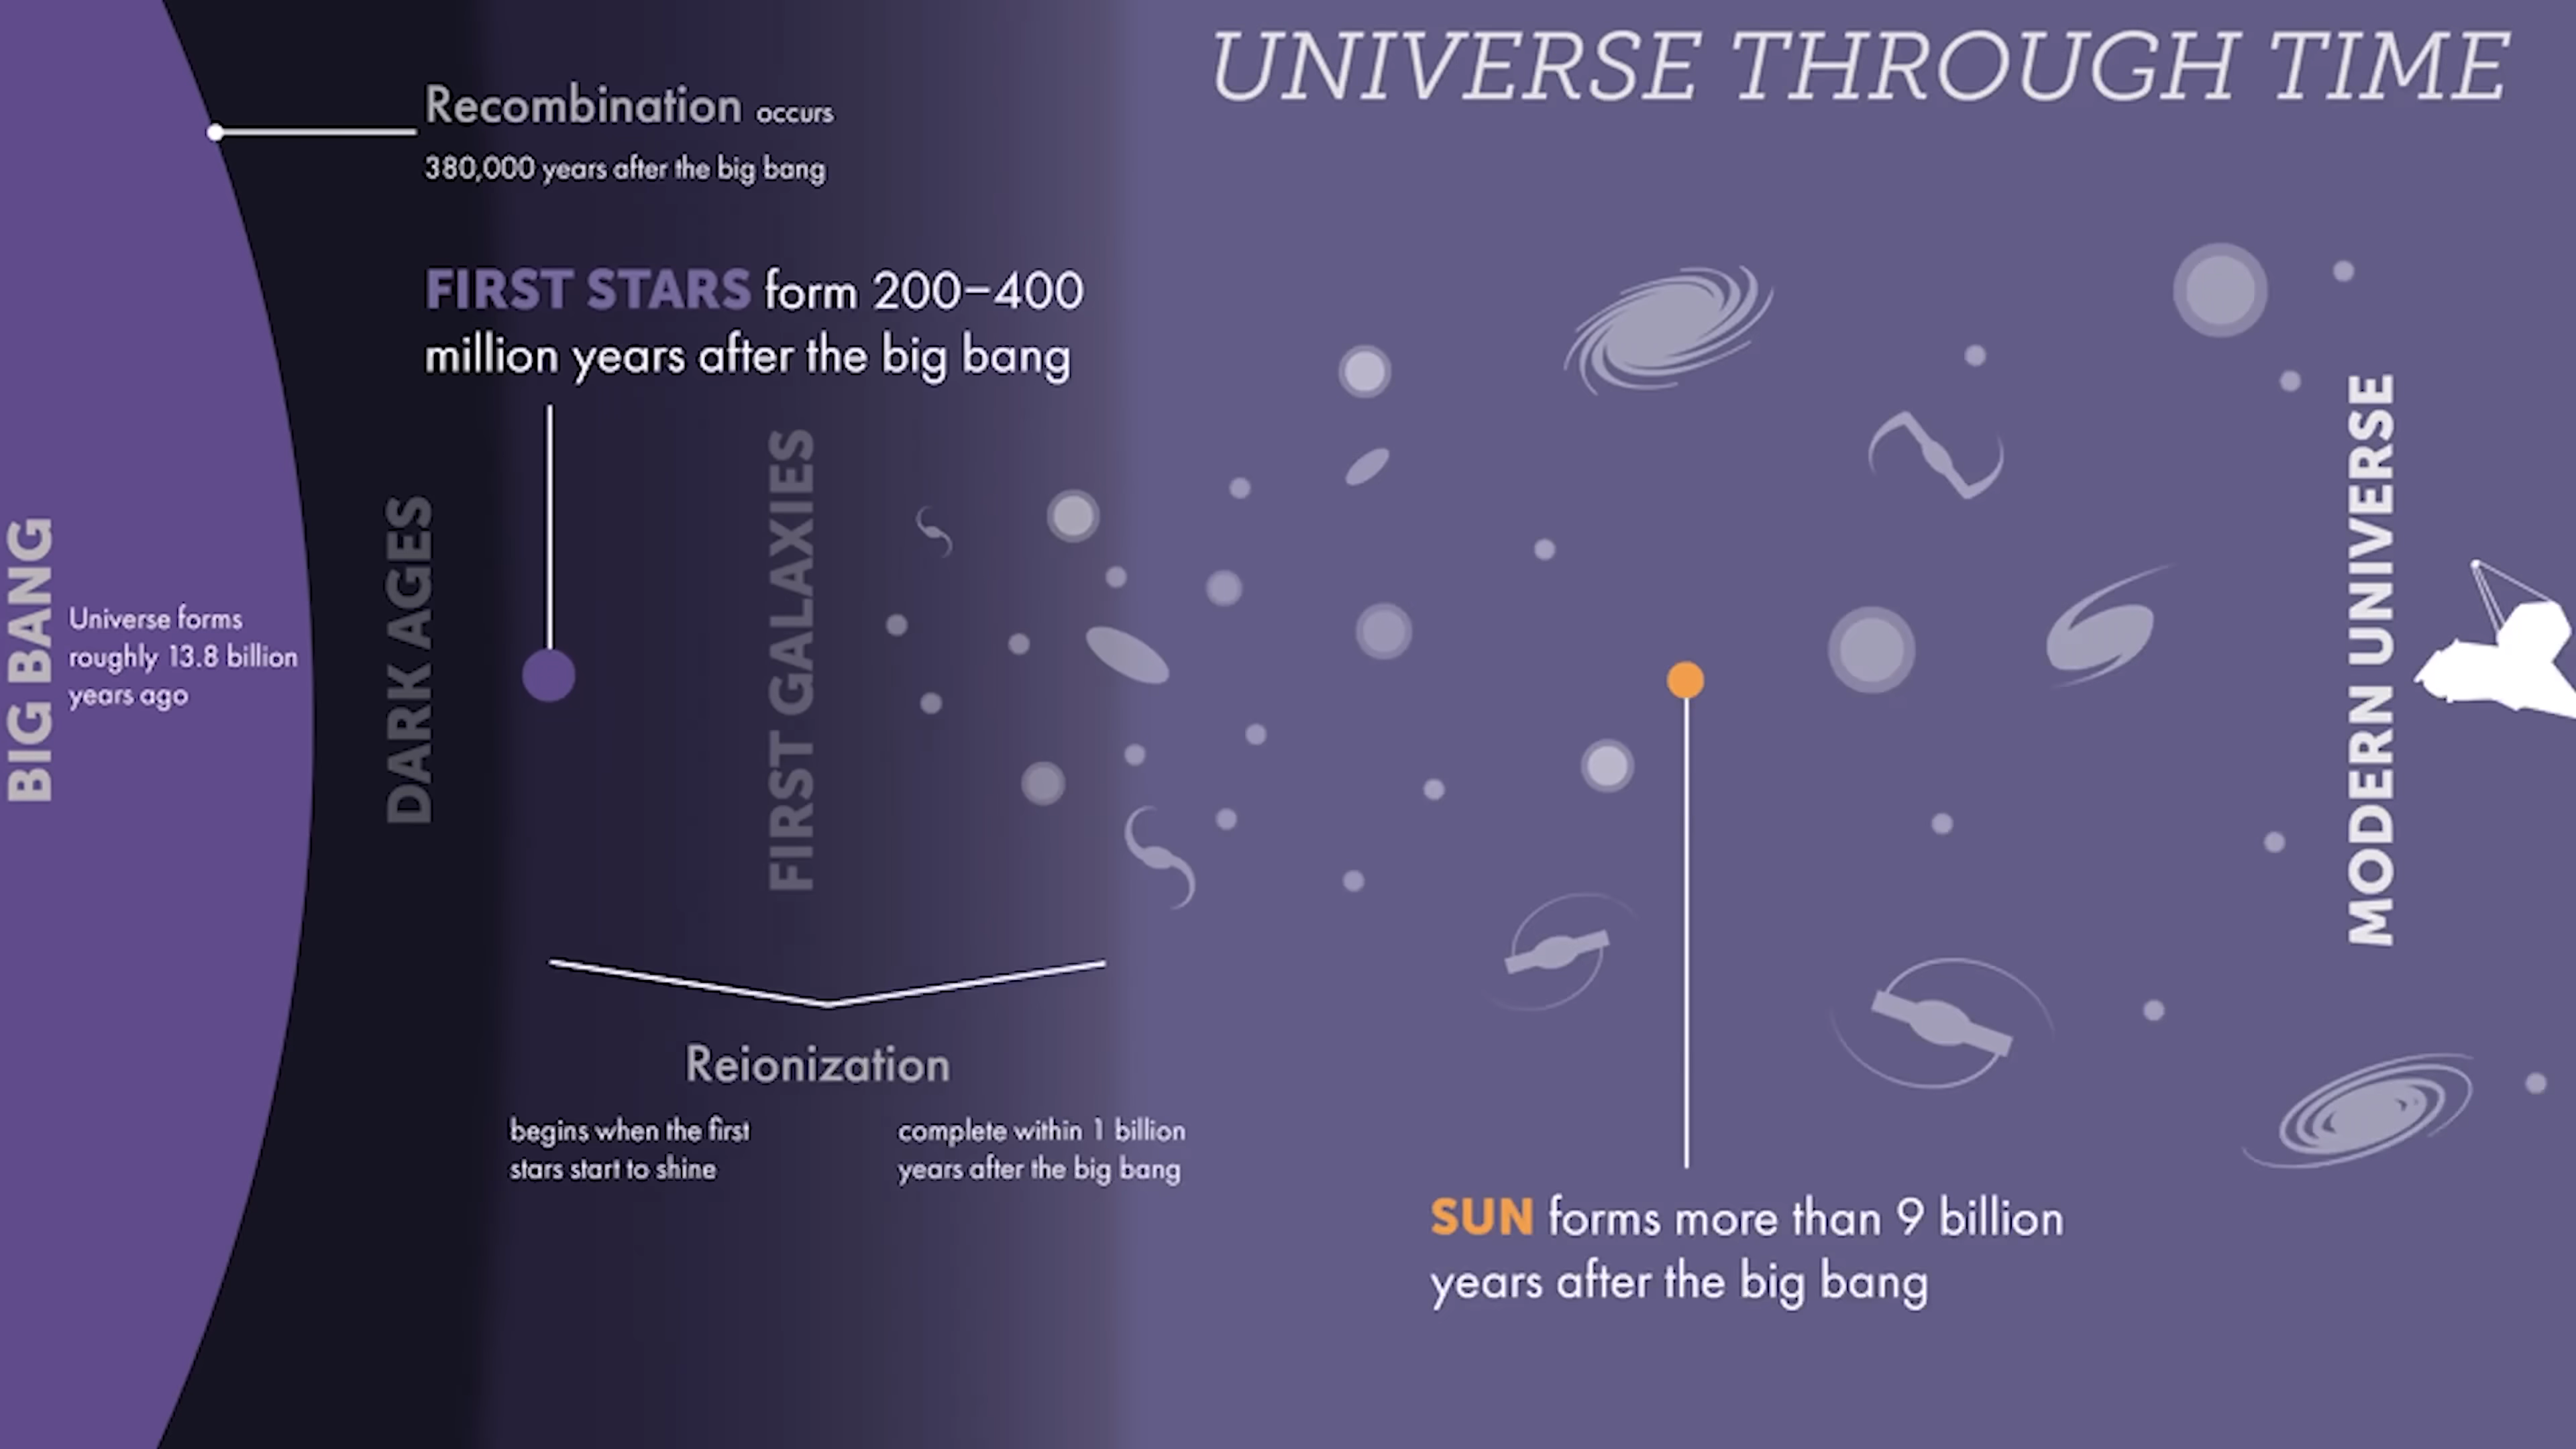 UNIVERSE THROUGH TIME
Recombination occurs
380,000 years after the big bang
FIRST STARS form 200–400
million years after the big bang
BIG BANG
Universe forms
roughly 13.8 billion
years ago
DARK AGES
FIRST GALAXIES
MODERN UNIVERSE
Reionization
begins when the first
stars start to shine
complete within 1 billion
years after the big bang
SUN forms more than 9 billion
years after the big bang